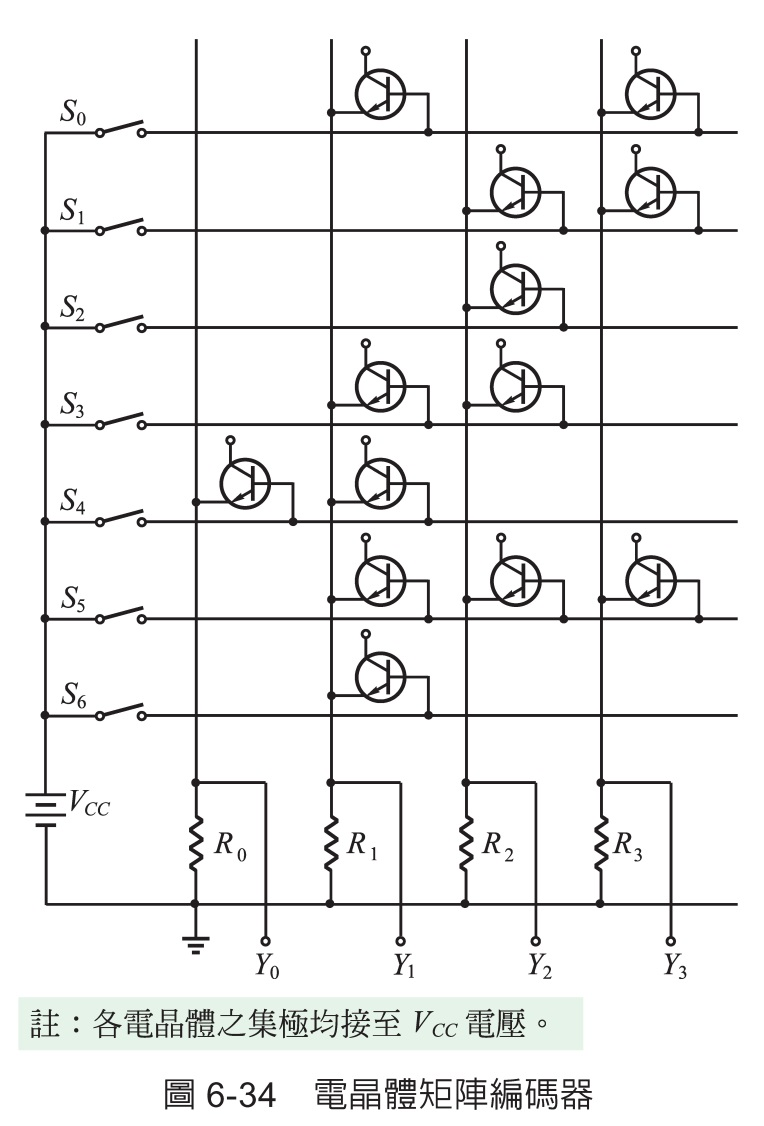 S0
S1
S2
S3
S4
S5
S6
VCC
R0 R1 R2 R3
Y0 Y1 Y2 Y3
註：各電晶體之集極均接至 VCC 電壓。
圖 6-34 電晶體矩陣編碼器